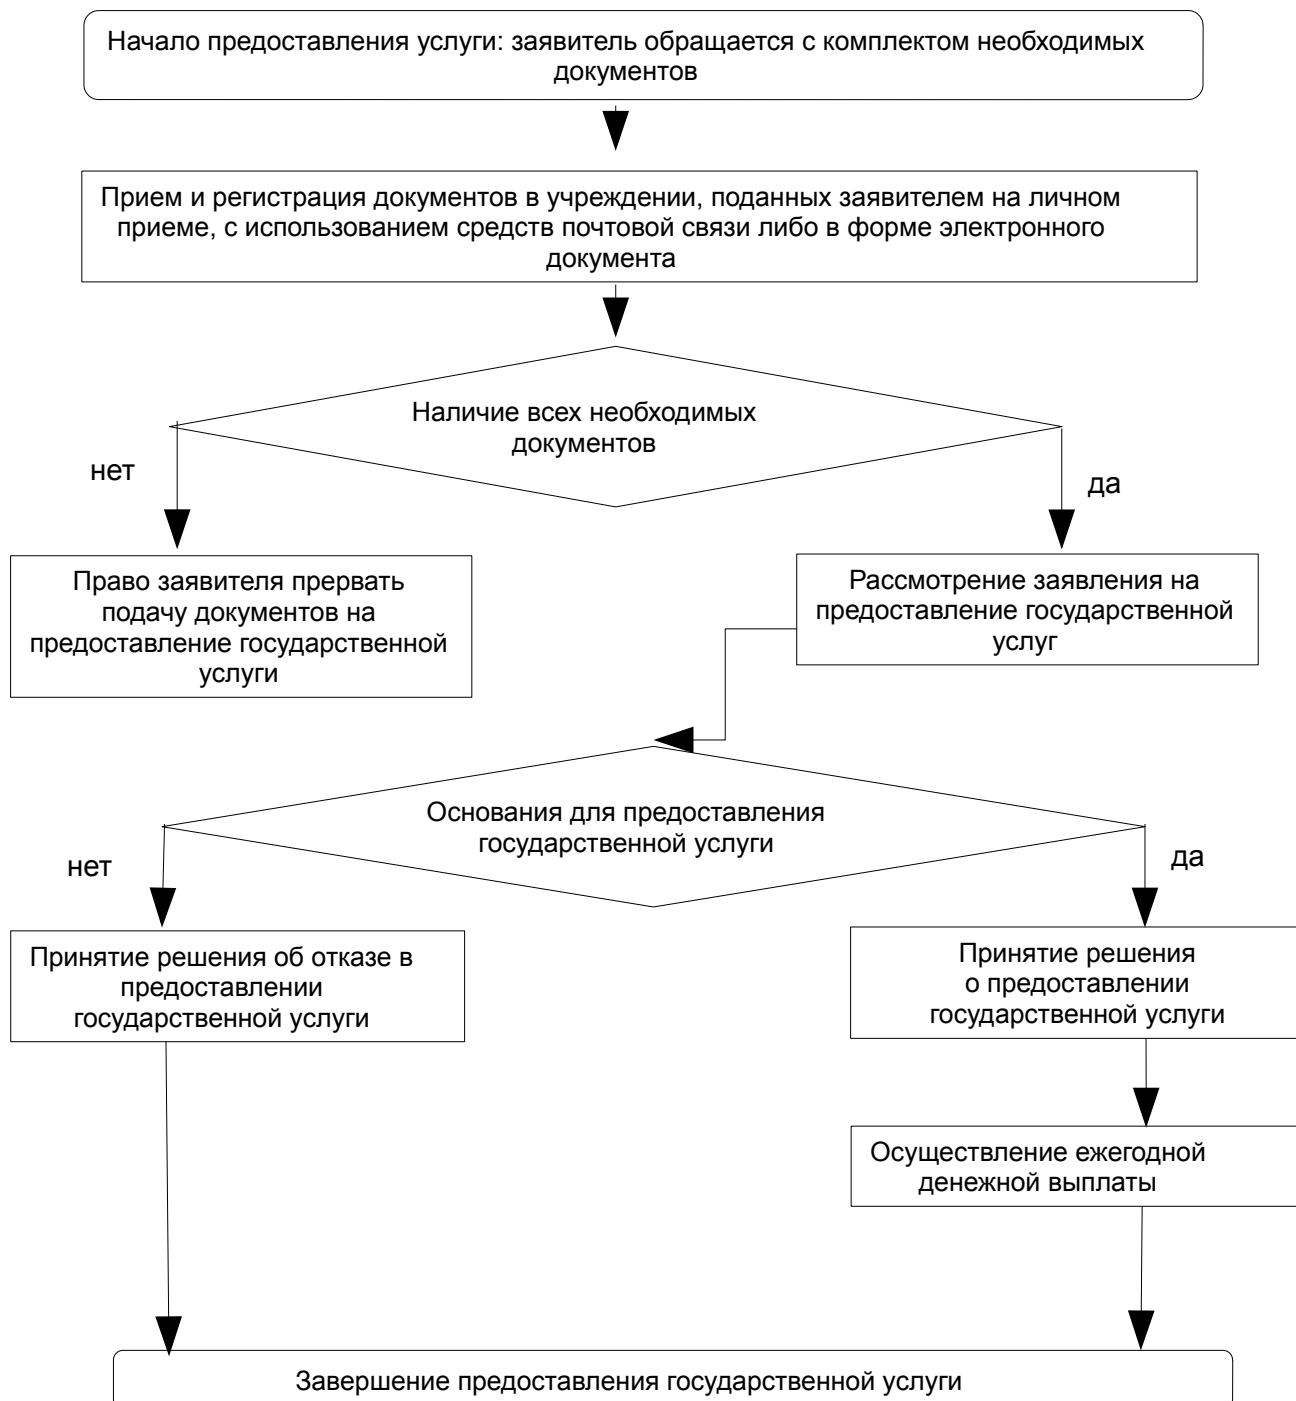 Начало предоставления услуги: заявитель обращается с комплектом необходимых
документов
Прием и регистрация документов в учреждении, поданных заявителем на личном
приеме, с использованием средств почтовой связи либо в форме электронного
документа
Наличие всех необходимых
документов
нет
да
Право заявителя прервать
подачу документов на
предоставление государственной
услуги
Рассмотрение заявления на
предоставление государственной
услуг
Основания для предоставления
государственной услуги
нет
да
Принятие решения об отказе в
предоставлении
государственной услуги
Принятие решения
о предоставлении
государственной услуги
Осуществление ежегодной
денежной выплаты
Завершение предоставления государственной услуги